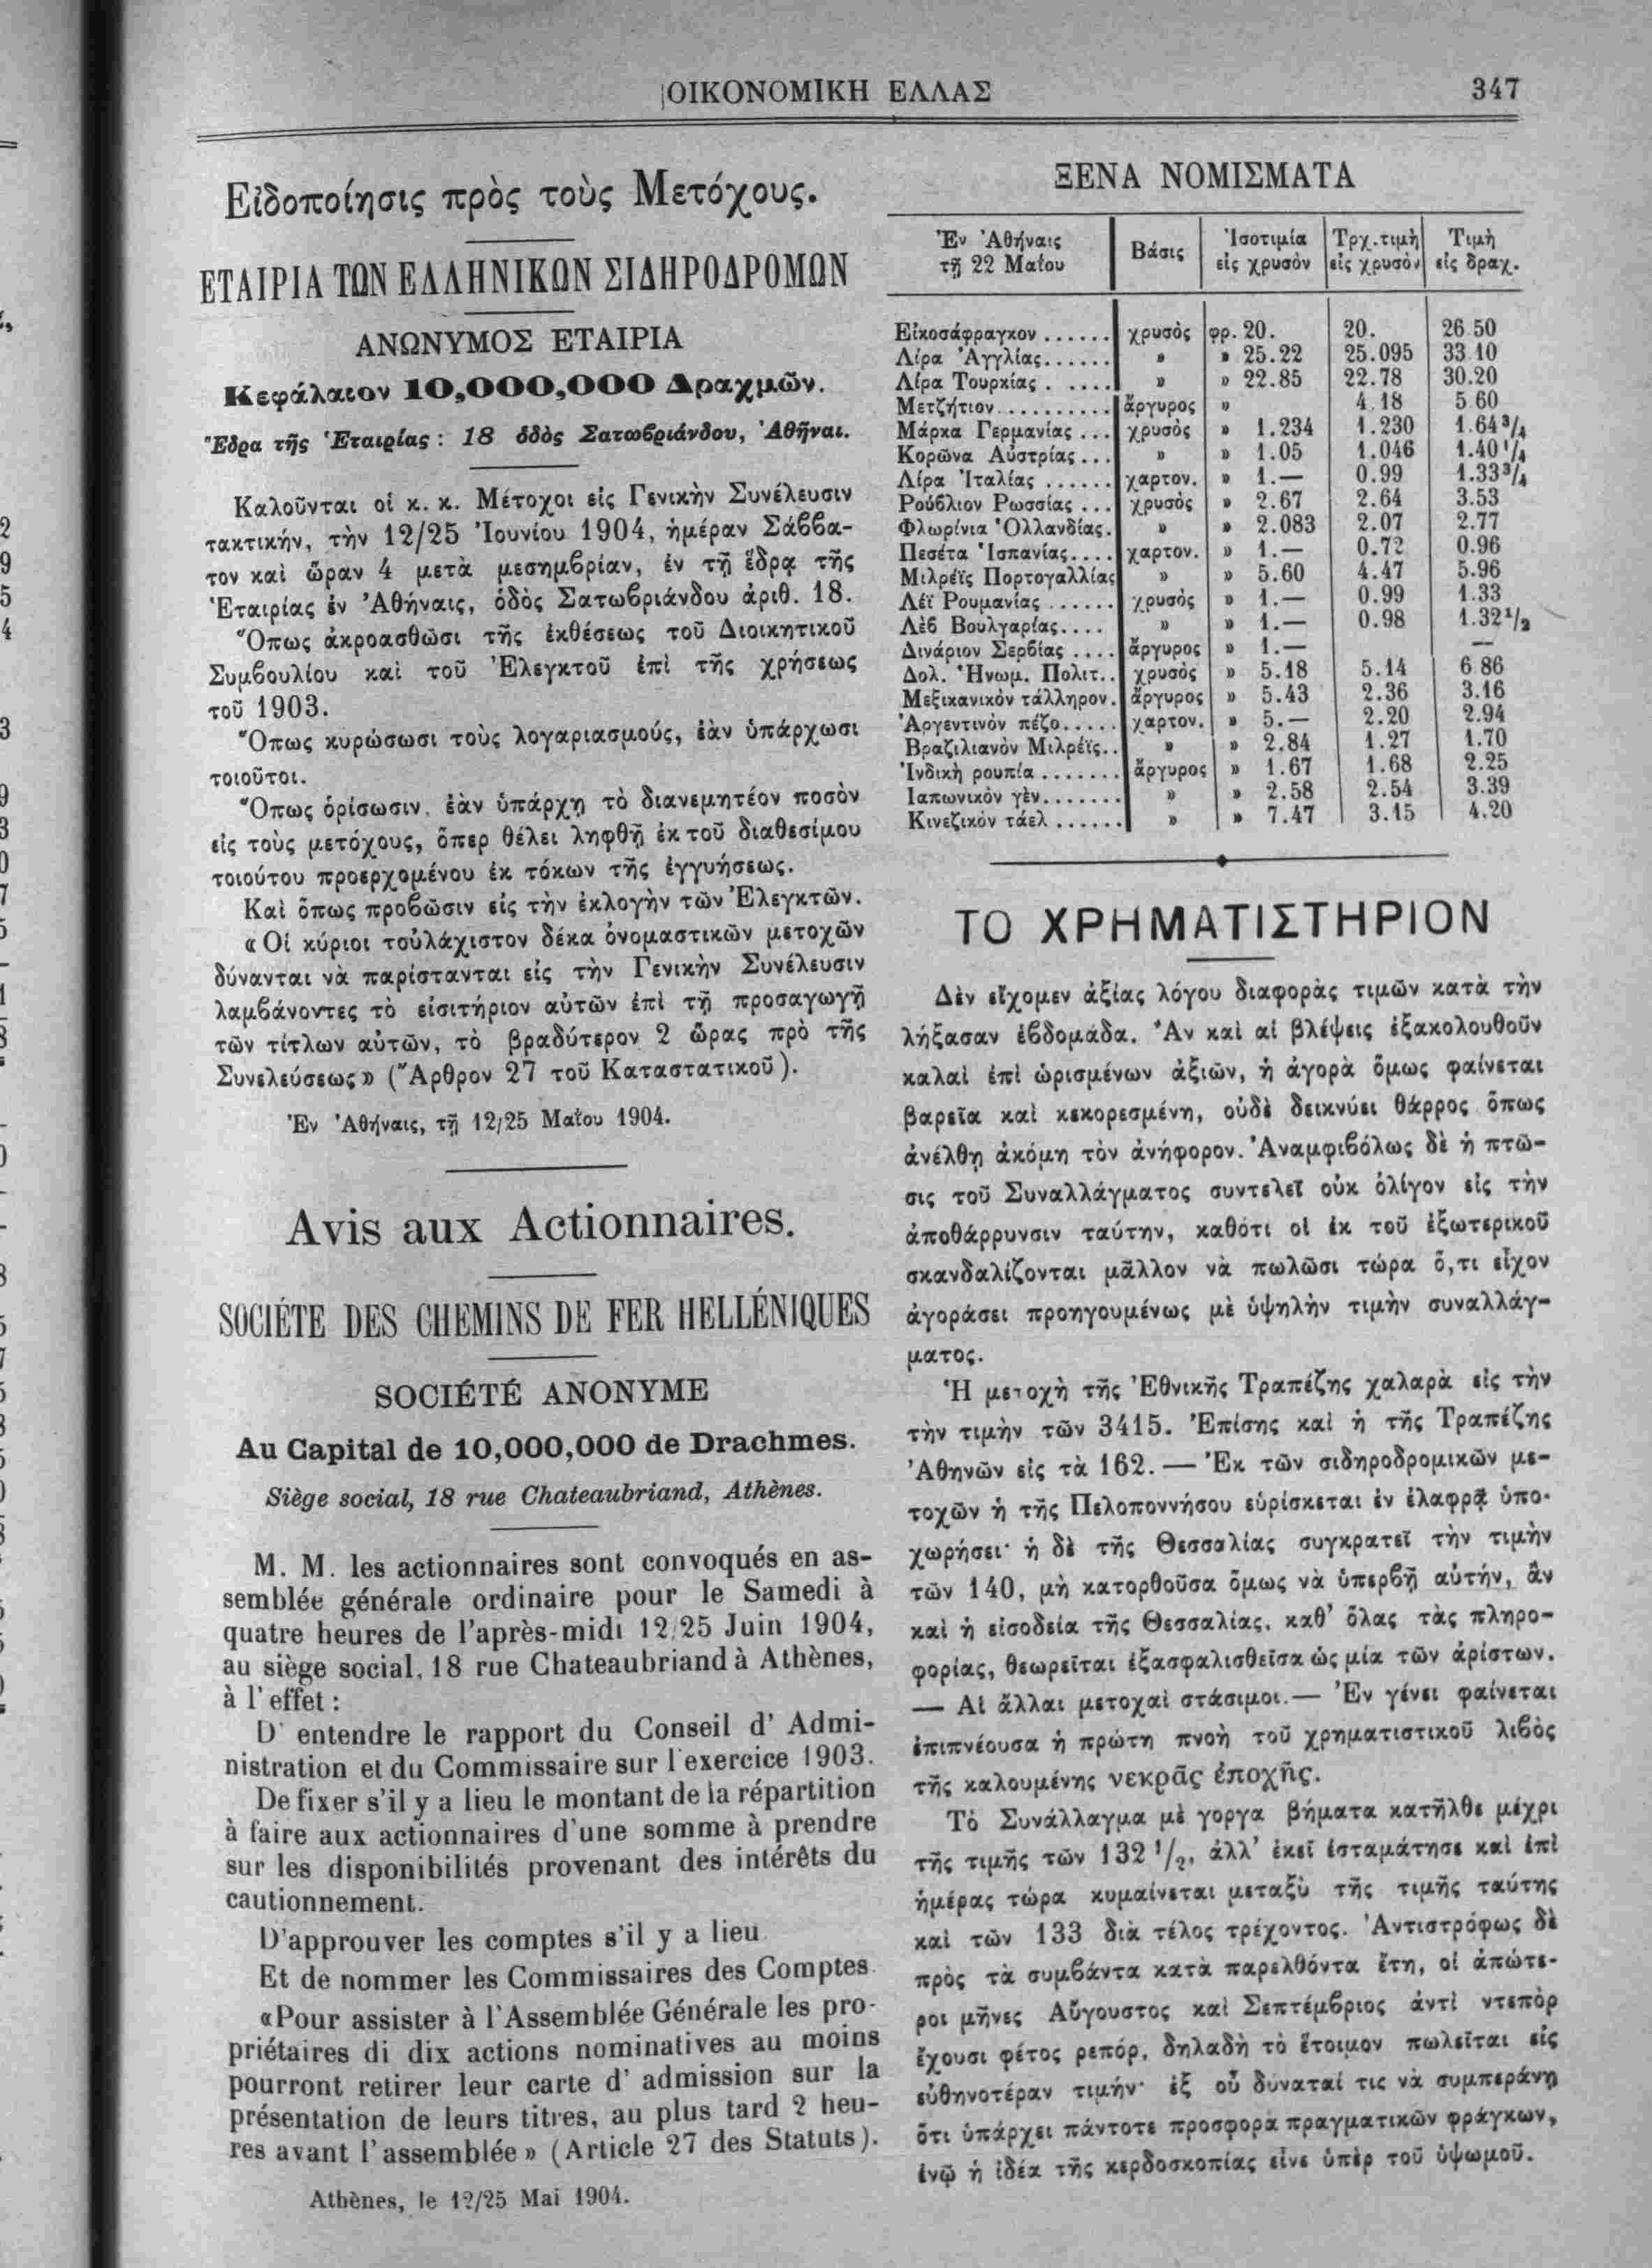 ΟΙΚΟΝΟΜΙΚΗ ΕΛΛΑΣ
347
Εἰδοποίησις πρὸς τοὺς Μετόχους.
ΕΤΑΙΡΙΑ ΤΩΝ ΕΛΛΗΝΙΚΩΝ ΣΙΔΗΡΟΔΡΟΜΩΝ
ΑΝΩΝΥΜΟΣ ΕΤΑΙΡΙΑ
Κεφάλαιον 10,000,000 Δραχμῶν.
Ἕδρα τῆς Ἑταιρίας : 18 ὁδὸς Σατωβριάνδου, Ἀθῆναι.
Καλοῦνται οἱ κ. κ. Μέτοχοι εἰς Γενικὴν Συνέλευσιν
τακτικήν, τὴν 12/25 Ἰουνίου 1904, ἡμέραν Σάββα-
τον καὶ ὥραν 4 μετὰ μεσημβρίαν, ἐν τῇ ἕδρᾳ τῆς
Ἑταιρίας ἐν Ἀθήναις, ὁδὸς Σατωβριάνδου ἀριθ. 18.
Ὅπως ἀκροασθῶσι τῆς ἐκθέσεως τοῦ Διοικητικοῦ
Συμβουλίου καὶ τοῦ Ἐλεγκτοῦ ἐπὶ τῆς χρήσεως
τοῦ 1903.
Ὅπως κυρώσωσι τοὺς λογαριασμούς, ἐὰν ὑπάρχωσι
τοιοῦτοι.
Ὅπως ὁρίσωσιν, ἐὰν ὑπάρχῃ τὸ διανεμητέον ποσὸν
εἰς τοὺς μετόχους, ὅπερ θέλει ληφθῇ ἐκ τοῦ διαθεσίμου
τοιούτου προερχομένου ἐκ τόκων τῆς ἐγγυήσεως.
Καὶ ὅπως προβῶσιν εἰς τὴν ἐκλογὴν τῶν Ἐλεγκτῶν.
«Οἱ κύριοι τοὐλάχιστον δέκα ὀνομαστικῶν μετοχῶν
δύνανται νὰ παρίστανται εἰς τὴν Γενικὴν Συνέλευσιν
λαμβάνοντες τὸ εἰσιτήριον αὐτῶν ἐπὶ τῇ προσαγωγῇ
τῶν τίτλων αὐτῶν, τὸ βραδύτερον 2 ὥρας πρὸ τῆς
Συνελεύσεως» (Ἄρθρον 27 τοῦ Καταστατικοῦ).
Ἐν Ἀθήναις, τῇ 12/25 Μαΐου 1904.
Avis aux Actionnaires.
SOCIÉTE DES CHEMINS DE FER HELLÉNIQUES
SOCIÉTÉ ANONYME
Au Capital de 10,000,000 de Drachmes.
Siège social, 18 rue Chateaubriand, Athènes.
M. M. les actionnaires sont convoqués en as-
semblée générale ordinaire pour le Samedi à
quatre heures de l'après-midi 12/25 Juin 1904,
au siège social, 18 rue Chateaubriand à Athènes,
à l'effet :
D' entendre le rapport du Conseil d' Admi-
nistration et du Commissaire sur l'exercice 1903.
De fixer s'il y a lieu le montant de la répartition
à faire aux actionnaires d'une somme à prendre
sur les disponibilités provenant des intérêts du
cautionnement.
D'approuver les comptes s'il y a lieu
Et de nommer les Commissaires des Comptes.
«Pour assister à l'Assemblée Générale les pro-
priétaires di dix actions nominatives au moins
pourront retirer leur carte d' admission sur la
présentation de leurs titres, au plus tard 2 heu-
res avant l'assemblée» (Article 27 des Statuts).
Athènes, le 12/25 Mai 1904.
ΞΕΝΑ ΝΟΜΙΣΜΑΤΑ
Ἐν Ἀθήναις τῇ 22 Μαΐου | Βάσις | Ἰσοτιμία εἰς χρυσὸν | Τρχ. τιμὴ εἰς χρυσὸν | Τιμὴ εἰς δραχ.
Εἰκοσάφραγκον ...... χρυσὸς φρ. 20. 20. 26 50
Λίρα Ἀγγλίας...... » » 25.22 25.095 33 10
Λίρα Τουρκίας ..... » » 22.85 22.78 30.20
Μετζήτιον.......... ἄργυρος » 4.18 5 60
Μάρκα Γερμανίας ... χρυσὸς » 1.234 1.230 1.64 3/4
Κορῶνα Αὐστρίας... » » 1.05 1.046 1.40 1/4
Λίρα Ἰταλίας ...... χαρτον. » 1.— 0.99 1.33 3/4
Ρούβλιον Ρωσσίας ... χρυσὸς » 2.67 2.64 3.53
Φλωρίνια Ὁλλανδίας. » » 2.083 2.07 2.77
Πεσέτα Ἱσπανίας.... χαρτον. » 1.— 0.72 0.96
Μιλρέϊς Πορτογαλλίας » » 5.60 4.47 5.96
Λέϊ Ρουμανίας ...... χρυσὸς » 1.— 0.99 1.33
Λὲβ Βουλγαρίας.... » » 1.— 0.98 1.32 1/2
Δινάριον Σερβίας .... ἄργυρος » 1.— —
Δολ. Ἡνωμ. Πολιτ.. χρυσὸς » 5.18 5.14 6 86
Μεξικανικὸν τάλληρον. ἄργυρος » 5.43 2.36 3.16
Ἀργεντινὸν πέζο..... χαρτον. » 5.— 2.20 2.94
Βραζιλιανὸν Μιλρέϊς.. » » 2.84 1.27 1.70
Ἰνδικὴ ρουπία ....... ἄργυρος » 1.67 1.68 2.25
Ιαπωνικὸν γὲν....... » » 2.58 2.54 3.39
Κινεζικὸν τάελ ...... » » 7.47 3.15 4.20
ΤΟ ΧΡΗΜΑΤΙΣΤΗΡΙΟΝ
Δὲν εἴχομεν ἀξίας λόγου διαφορὰς τιμῶν κατὰ τὴν
λήξασαν ἑβδομάδα. Ἂν καὶ αἱ βλέψεις ἐξακολουθοῦν
καλαὶ ἐπὶ ὡρισμένων ἀξιῶν, ἡ ἀγορὰ ὅμως φαίνεται
βαρεῖα καὶ κεκορεσμένη, οὐδὲ δεικνύει θάρρος ὅπως
ἀνέλθῃ ἀκόμη τὸν ἀνήφορον. Ἀναμφιβόλως δὲ ἡ πτῶ-
σις τοῦ Συναλλάγματος συντελεῖ οὐκ ὀλίγον εἰς τὴν
ἀποθάρρυνσιν ταύτην, καθότι οἱ ἐκ τοῦ ἐξωτερικοῦ
σκανδαλίζονται μᾶλλον νὰ πωλῶσι τώρα ὅ,τι εἶχον
ἀγοράσει προηγουμένως μὲ ὑψηλὴν τιμὴν συναλλάγ-
ματος.
Ἡ μετοχὴ τῆς Ἐθνικῆς Τραπέζης χαλαρὰ εἰς τὴν
τὴν τιμὴν τῶν 3415. Ἐπίσης καὶ ἡ τῆς Τραπέζης
Ἀθηνῶν εἰς τὰ 162. — Ἐκ τῶν σιδηροδρομικῶν με-
τοχῶν ἡ τῆς Πελοποννήσου εὑρίσκεται ἐν ἐλαφρᾷ ὑπο-
χωρήσει· ἡ δὲ τῆς Θεσσαλίας συγκρατεῖ τὴν τιμὴν
τῶν 140, μὴ κατορθοῦσα ὅμως νὰ ὑπερβῇ αὐτήν, ἂν
καὶ ἡ εἰσοδεία τῆς Θεσσαλίας, καθ' ὅλας τὰς πληρο-
φορίας, θεωρεῖται ἐξασφαλισθεῖσα ὡς μία τῶν ἀρίστων.
— Αἱ ἄλλαι μετοχαὶ στάσιμοι. — Ἐν γένει φαίνεται
ἐπιπνέουσα ἡ πρώτη πνοὴ τοῦ χρηματιστικοῦ λιβὸς
τῆς καλουμένης νεκρᾶς ἐποχῆς.
Τὸ Συνάλλαγμα μὲ γοργα βήματα κατῆλθε μέχρι
τῆς τιμῆς τῶν 132 1/2, ἀλλ' ἐκεῖ ἐσταμάτησε καὶ ἐπὶ
ἡμέρας τώρα κυμαίνεται μεταξὺ τῆς τιμῆς ταύτης
καὶ τῶν 133 διὰ τέλος τρέχοντος. Ἀντιστρόφως δὲ
πρὸς τὰ συμβάντα κατὰ παρελθόντα ἔτη, οἱ ἀπώτε-
ροι μῆνες Αὔγουστος καὶ Σεπτέμβριος ἀντὶ ντεπὸρ
ἔχουσι φέτος ρεπόρ, δηλαδὴ τὸ ἕτοιμον πωλεῖται εἰς
εὐθηνοτέραν τιμήν· ἐξ οὗ δυναταί τις νὰ συμπεράνῃ
ὅτι ὑπάρχει πάντοτε προσφορὰ πραγματικῶν φράγκων,
ἐνῷ ἡ ἰδέα τῆς κερδοσκοπίας εἶνε ὑπὲρ τοῦ ὑψωμοῦ.